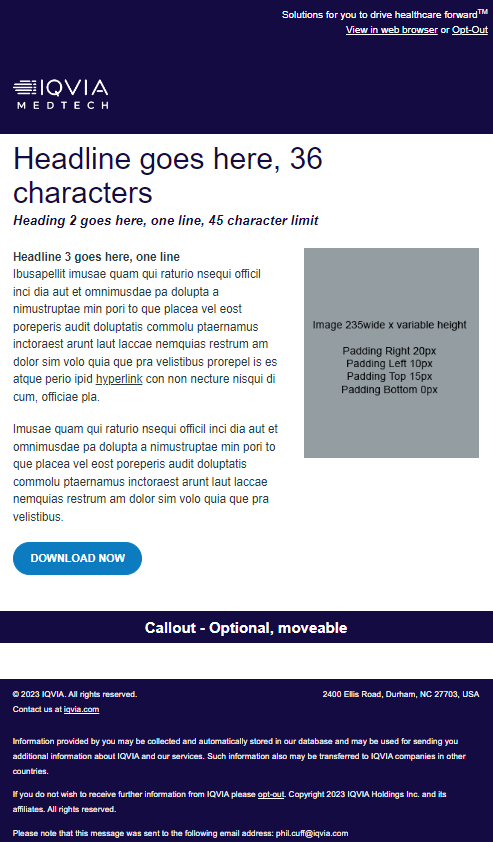 Solutions for you to drive healthcare forward™
View in web browser or Opt-Out
IQVIA
MEDTECH
Headline goes here, 36
characters
Heading 2 goes here, one line, 45 character limit
Headline 3 goes here, one line
Ibusapellit imusae quam qui raturio nsequi officil
inci dia aut et omnimusdae pa dolupta a
nimustruptae min pori to que placea vel eost
poreperis audit doluptatis commolu ptaernamus
inctoraest arunt laut laccae nemquias restrum am
dolor sim volo quia que pra velistibus prorepel is es
atque perio ipid hyperlink con non necture nisqui di
cum, officiae pla.
Imusae quam qui raturio nsequi officil inci dia aut et
omnimusdae pa dolupta a nimustruptae min pori to
que placea vel eost poreperis audit doluptatis
commolu ptaernamus inctoraest arunt laut laccae
nemquias restrum am dolor sim volo quia que pra
velistibus.
Image 235wide x variable height
Padding Right 20px
Padding Left 10px
Padding Top 15px
Padding Bottom 0px
DOWNLOAD NOW
Callout - Optional, moveable
© 2023 IQVIA. All rights reserved.
2400 Ellis Road, Durham, NC 27703, USA
Contact us at iqvia.com
Information provided by you may be collected and automatically stored in our database and may be used for sending you
additional information about IQVIA and our services. Such information also may be transferred to IQVIA companies in other
countries.
If you do not wish to receive further information from IQVIA please opt-out. Copyright 2023 IQVIA Holdings Inc. and its
affiliates. All rights reserved.
Please note that this message was sent to the following email address: phil.cuff@iqvia.com